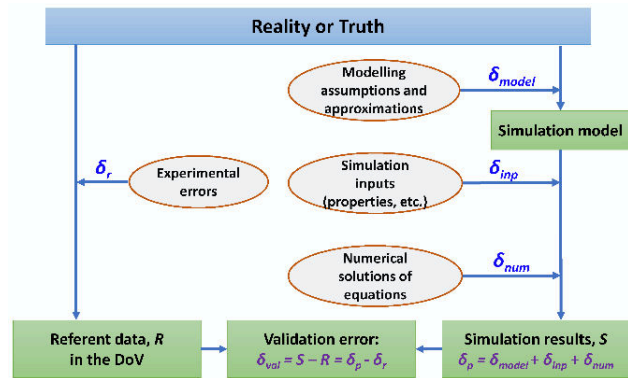 Reality or Truth
Modelling
assumptions and
approximations
δmodel
Simulation model
δr
Experimental
errors
Simulation
inputs
(properties, etc.)
δinp
Numerical
solutions of
equations
δnum
Referent data, R
in the DoV
Validation error:
δval = S – R = δp - δr
Simulation results, S
δp = δmodel + δinp + δnum